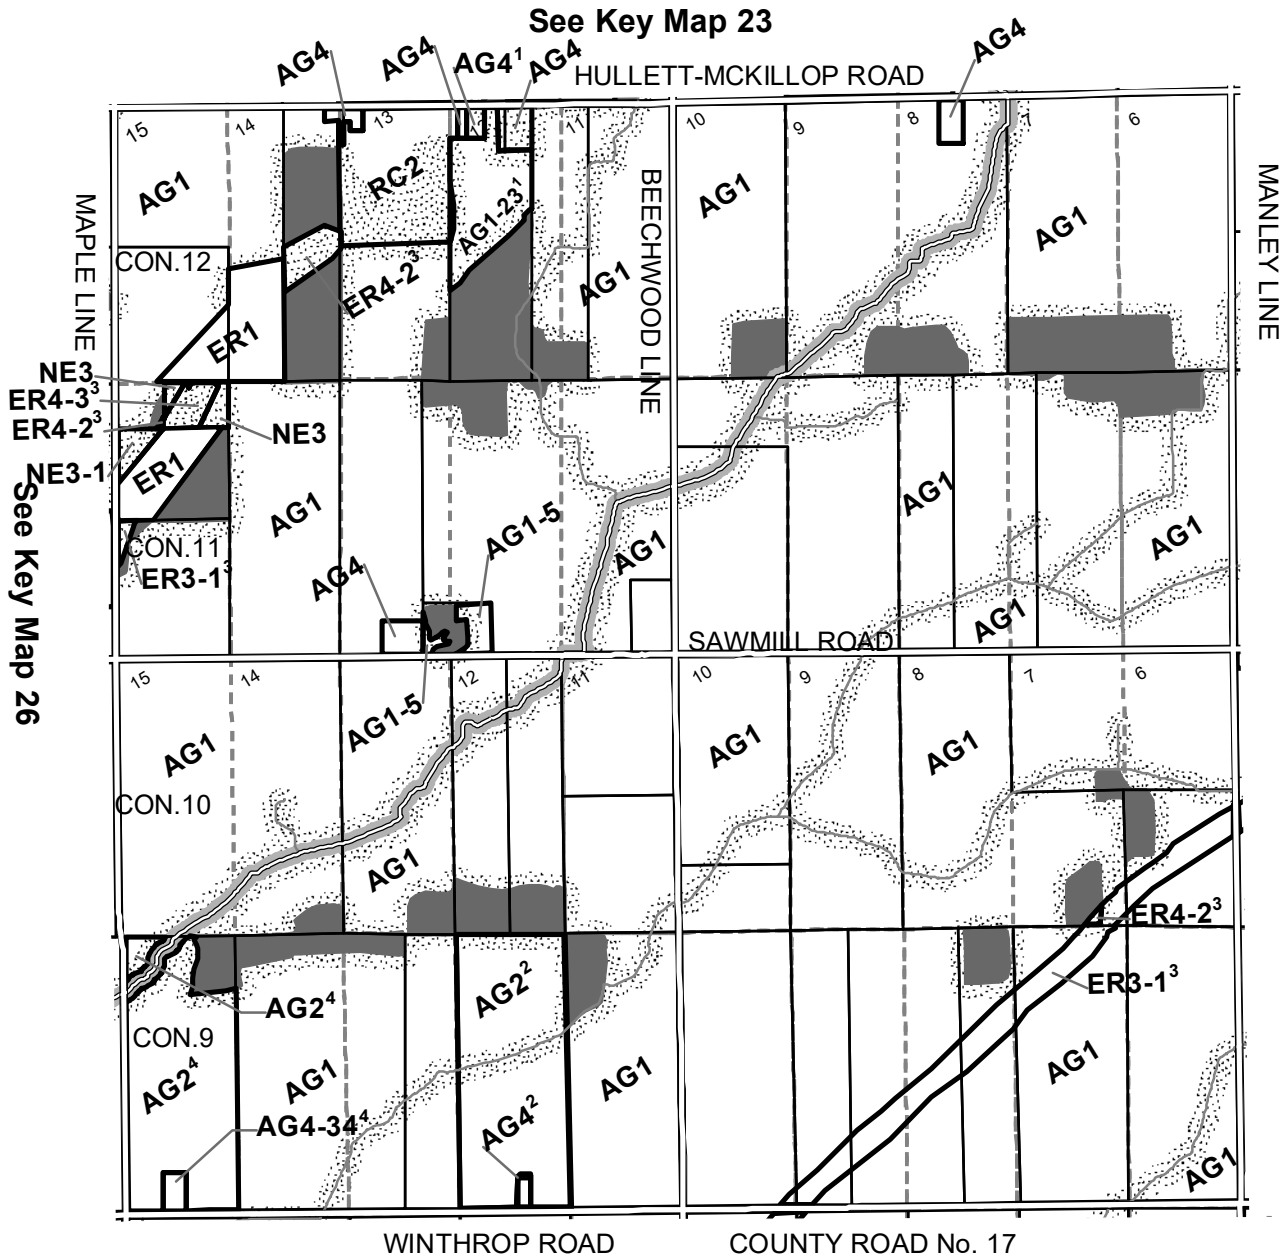 See Key Map 23
AG4
AG4
AG4¹
AG4
HULLETT-MCKILLOP ROAD
AG4
15
14
13
11
10
9
8
7
6
AG1
RC2
AG1-23¹
AG1
AG1
AG1
MAPLE LINE
BEECHWOOD LINE
MANLEY LINE
CON.12
ER4-2³
ER1
NE3
ER4-3³
ER4-2³
NE3
NE3-1
ER1
See Key Map 26
AG1
AG1-5
AG1
AG1
AG1
CON.11
ER3-1³
AG4
AG1
SAWMILL ROAD
15
14
12
11
10
9
8
7
6
AG1-5
AG1
AG1
AG1
CON.10
AG1
ER4-2³
AG2⁴
AG2²
ER3-1³
CON.9
AG2⁴
AG1
AG1
AG1
AG4-34⁴
AG4²
AG1
WINTHROP ROAD
COUNTY ROAD No. 17